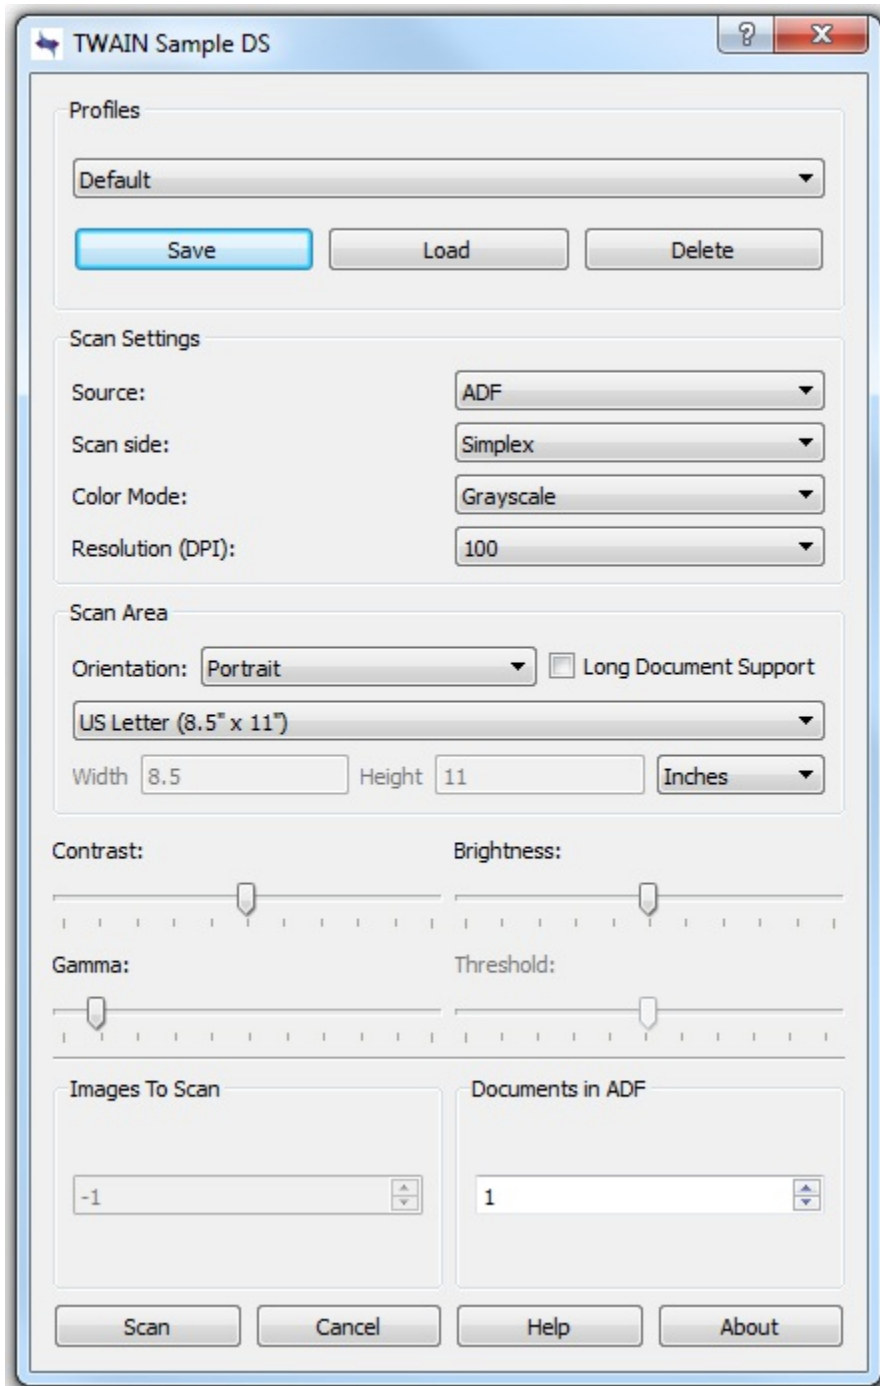 TWAIN Sample DS
Profiles
Default
Save Load Delete
Scan Settings
Source: ADF
Scan side: Simplex
Color Mode: Grayscale
Resolution (DPI): 100
Scan Area
Orientation: Portrait Long Document Support
US Letter (8.5" x 11")
Width 8.5 Height 11 Inches
Contrast: Brightness:
Gamma: Threshold:
Images To Scan Documents in ADF
-1 1
Scan Cancel Help About